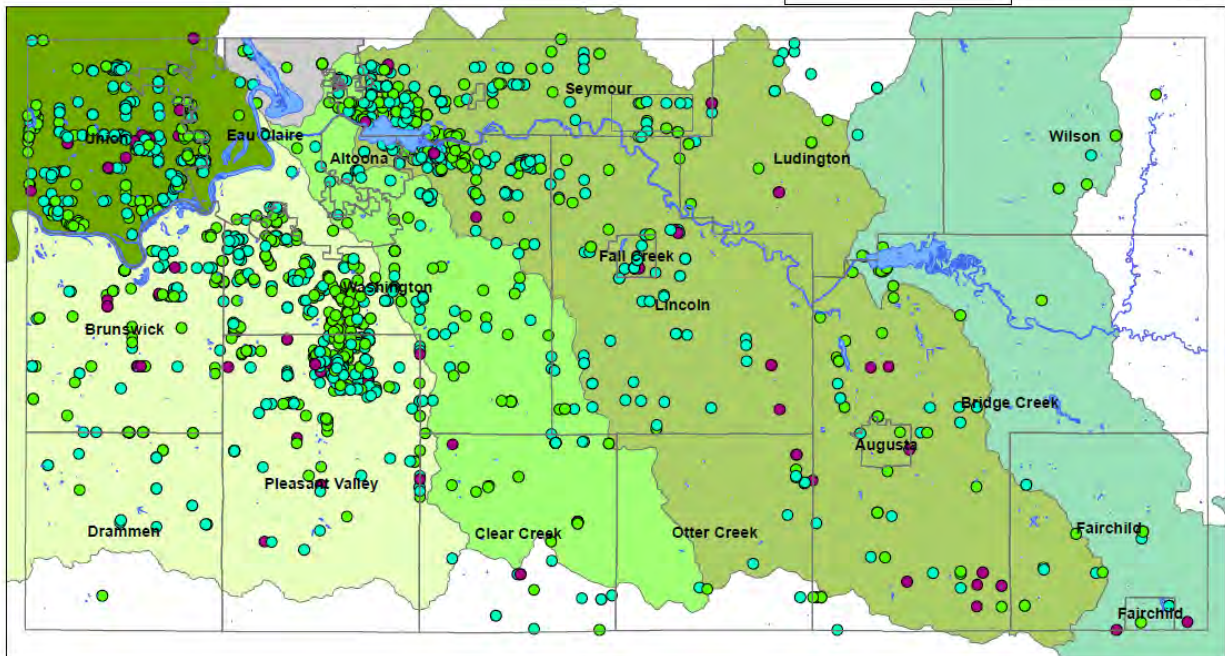 Seymour
Union
Eau Claire
Wilson
Altoona
Ludington
Fall Creek
Washington
Lincoln
Brunswick
Bridge Creek
Augusta
Pleasant Valley
Drammen
Clear Creek
Otter Creek
Fairchild
Fairchild